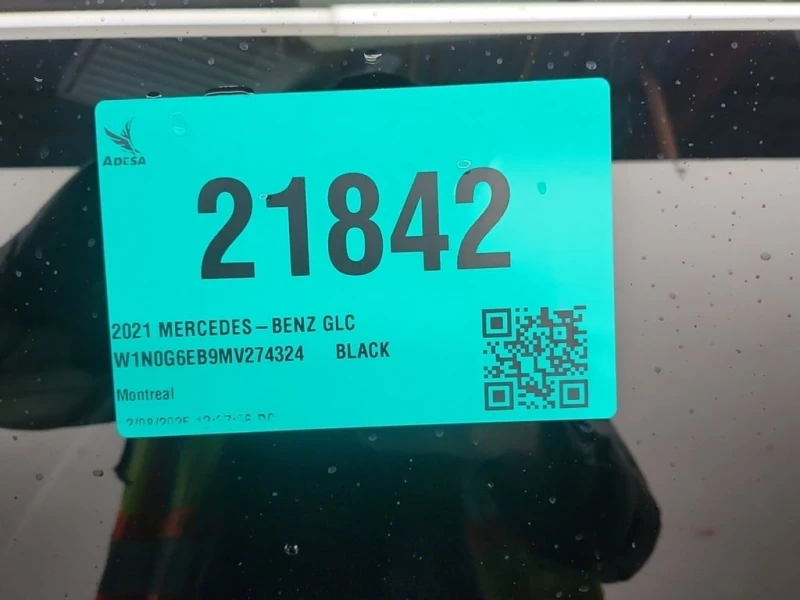 ADESA
21842
2021 MERCEDES-BENZ GLC
W1N0G6EB9MV274324 BLACK
Montreal